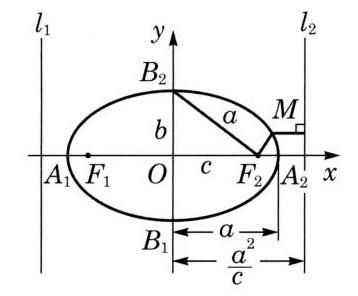 l₁ y l₂
B₂
a M
b
A₁ F₁ O c F₂ A₂ x
B₁
a
a²/c